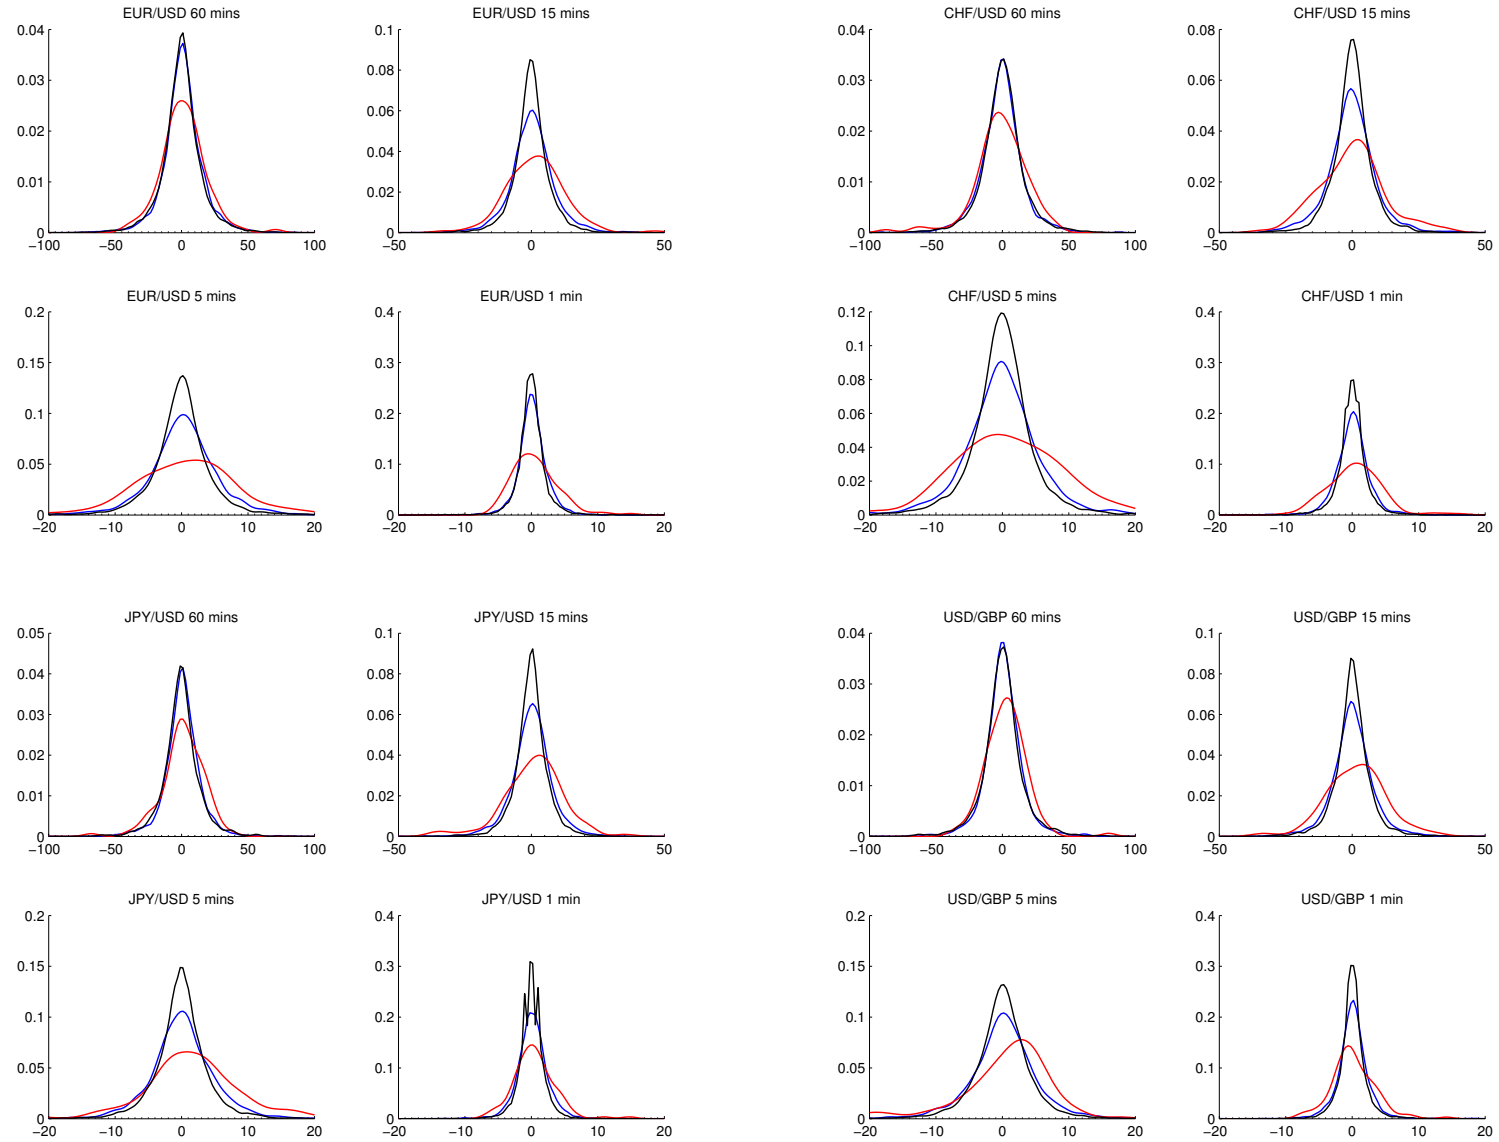 EUR/USD 60 mins
0.04
0.03
0.02
0.01
0
−100 −50 0 50 100
EUR/USD 15 mins
0.1
0.08
0.06
0.04
0.02
0
−50 0 50
CHF/USD 60 mins
0.04
0.03
0.02
0.01
0
−100 −50 0 50 100
CHF/USD 15 mins
0.08
0.06
0.04
0.02
0
−50 0 50
EUR/USD 5 mins
0.2
0.15
0.1
0.05
0
−20 −10 0 10 20
EUR/USD 1 min
0.4
0.3
0.2
0.1
0
−20 −10 0 10 20
CHF/USD 5 mins
0.12
0.1
0.08
0.06
0.04
0.02
0
−20 −10 0 10 20
CHF/USD 1 min
0.4
0.3
0.2
0.1
0
−20 −10 0 10 20
JPY/USD 60 mins
0.05
0.04
0.03
0.02
0.01
0
−100 −50 0 50 100
JPY/USD 15 mins
0.1
0.08
0.06
0.04
0.02
0
−50 0 50
USD/GBP 60 mins
0.04
0.03
0.02
0.01
0
−100 −50 0 50 100
USD/GBP 15 mins
0.1
0.08
0.06
0.04
0.02
0
−50 0 50
JPY/USD 5 mins
0.2
0.15
0.1
0.05
0
−20 −10 0 10 20
JPY/USD 1 min
0.4
0.3
0.2
0.1
0
−20 −10 0 10 20
USD/GBP 5 mins
0.2
0.15
0.1
0.05
0
−20 −10 0 10 20
USD/GBP 1 min
0.4
0.3
0.2
0.1
0
−20 −10 0 10 20